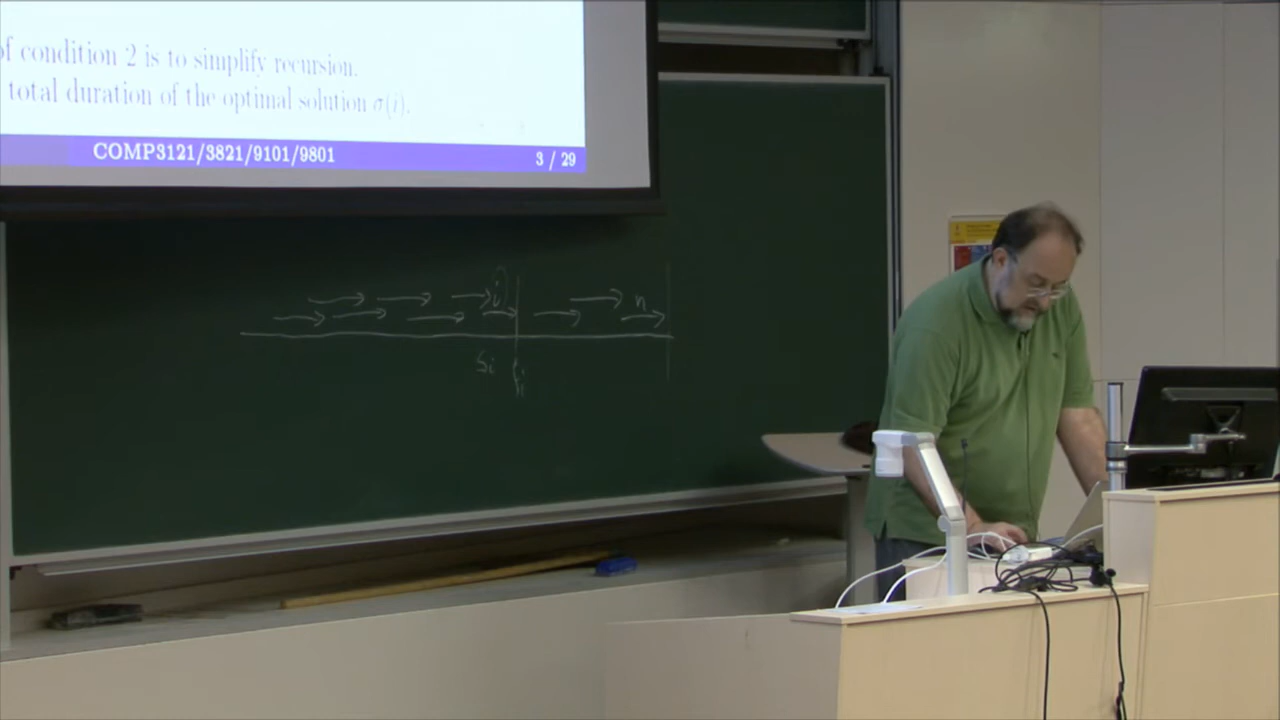 of condition 2 is to simplify recursion.
total duration of the optimal solution σ(i).
COMP3121/3821/9101/9801 3 / 29
i n
Si fi